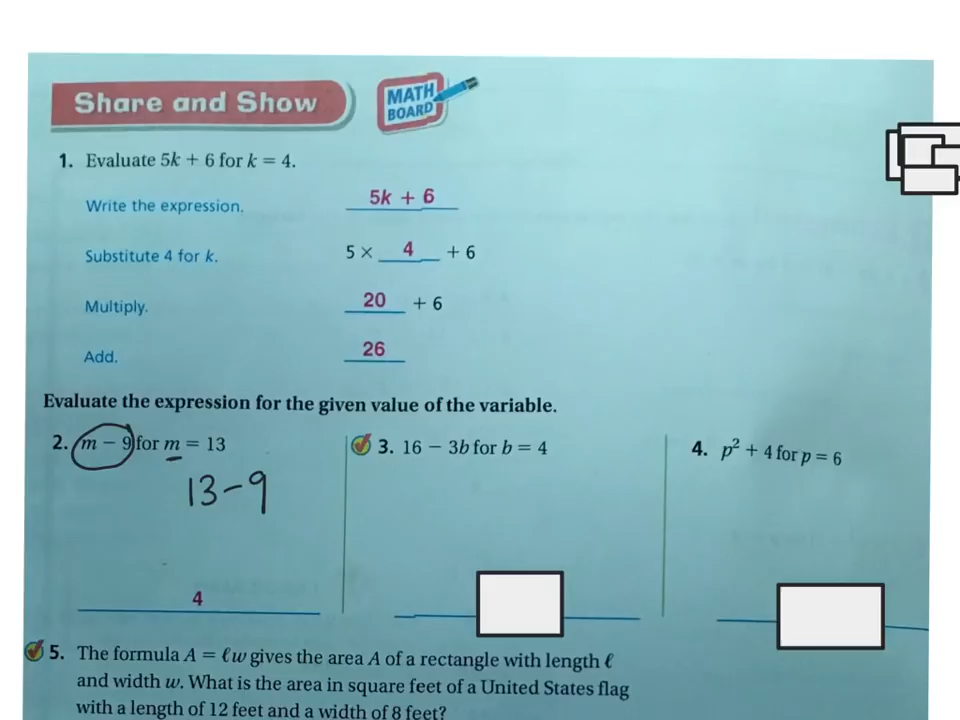 Share and Show
MATH
BOARD
1. Evaluate 5k + 6 for k = 4.
Write the expression. 5k + 6
Substitute 4 for k. 5 × 4 + 6
Multiply. 20 + 6
Add. 26
Evaluate the expression for the given value of the variable.
2. m − 9 for m = 13
13 − 9
4
3. 16 − 3b for b = 4
4. p² + 4 for p = 6
5. The formula A = ℓw gives the area A of a rectangle with length ℓ
and width w. What is the area in square feet of a United States flag
with a length of 12 feet and a width of 8 feet?